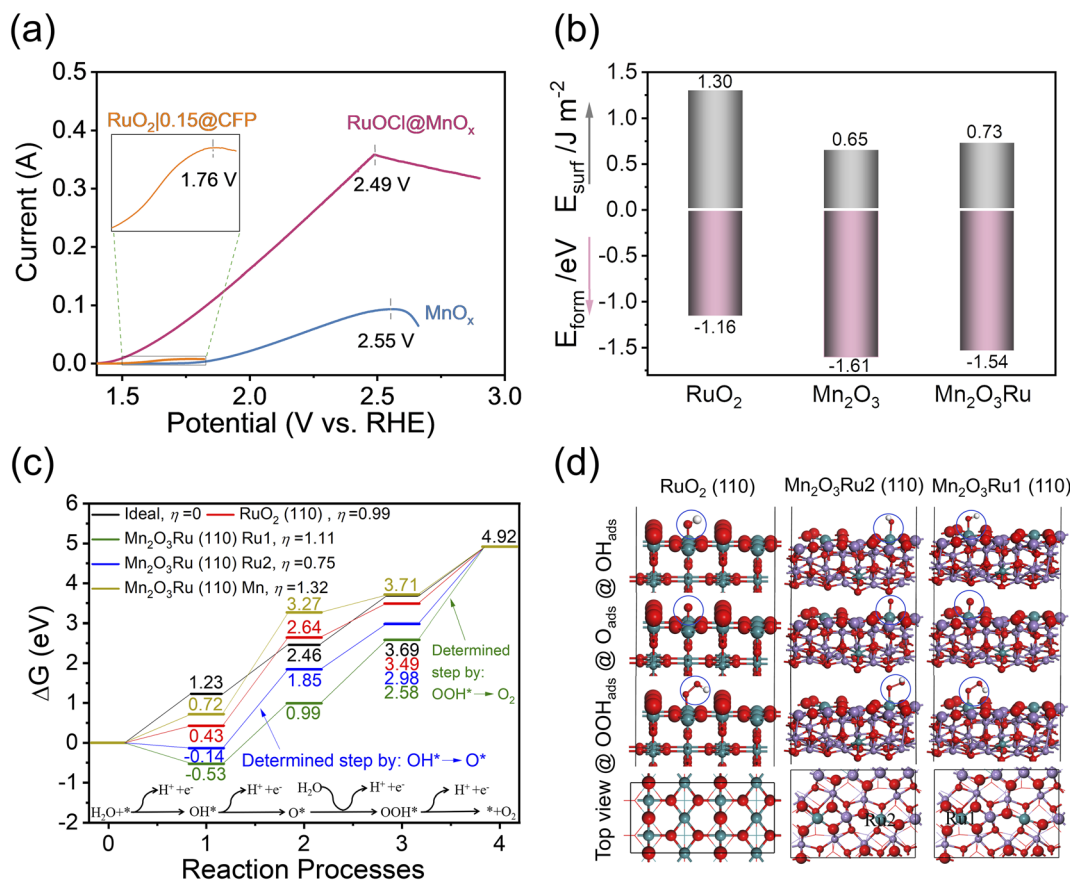 (a)
0.5
0.4
0.3
0.2
0.1
0.0
Current (A)
RuO2|0.15@CFP
1.76 V
RuOCl@MnOx
2.49 V
MnOx
2.55 V
1.5
2.0
2.5
3.0
Potential (V vs. RHE)
(b)
1.5
1.0
0.5
0.0
-0.5
-1.0
-1.5
Esurf /J m-2
Eform /eV
1.30
0.65
0.73
-1.16
-1.61
-1.54
RuO2
Mn2O3
Mn2O3Ru
(c)
6
5
4
3
2
1
0
-1
-2
ΔG (eV)
Ideal, η=0
RuO2 (110) , η=0.99
Mn2O3Ru (110) Ru1, η=1.11
Mn2O3Ru (110) Ru2, η=0.75
Mn2O3Ru (110) Mn, η=1.32
4.92
3.71
3.27
2.64
2.46
1.85
0.99
1.23
0.72
0.43
-0.14
-0.53
3.69
3.49
2.98
2.58
Determined
step by:
OOH*→O2
Determined step by: OH*→O*
H++e-
H++e-
H2O
H++e-
H++e-
H2O+*
OH*
O*
OOH*
*+O2
0
1
2
3
4
Reaction Processes
(d)
RuO2 (110)
Mn2O3Ru2 (110)
Mn2O3Ru1 (110)
Top view @ OOHads @ Oads @ OHads
Ru2
Ru1